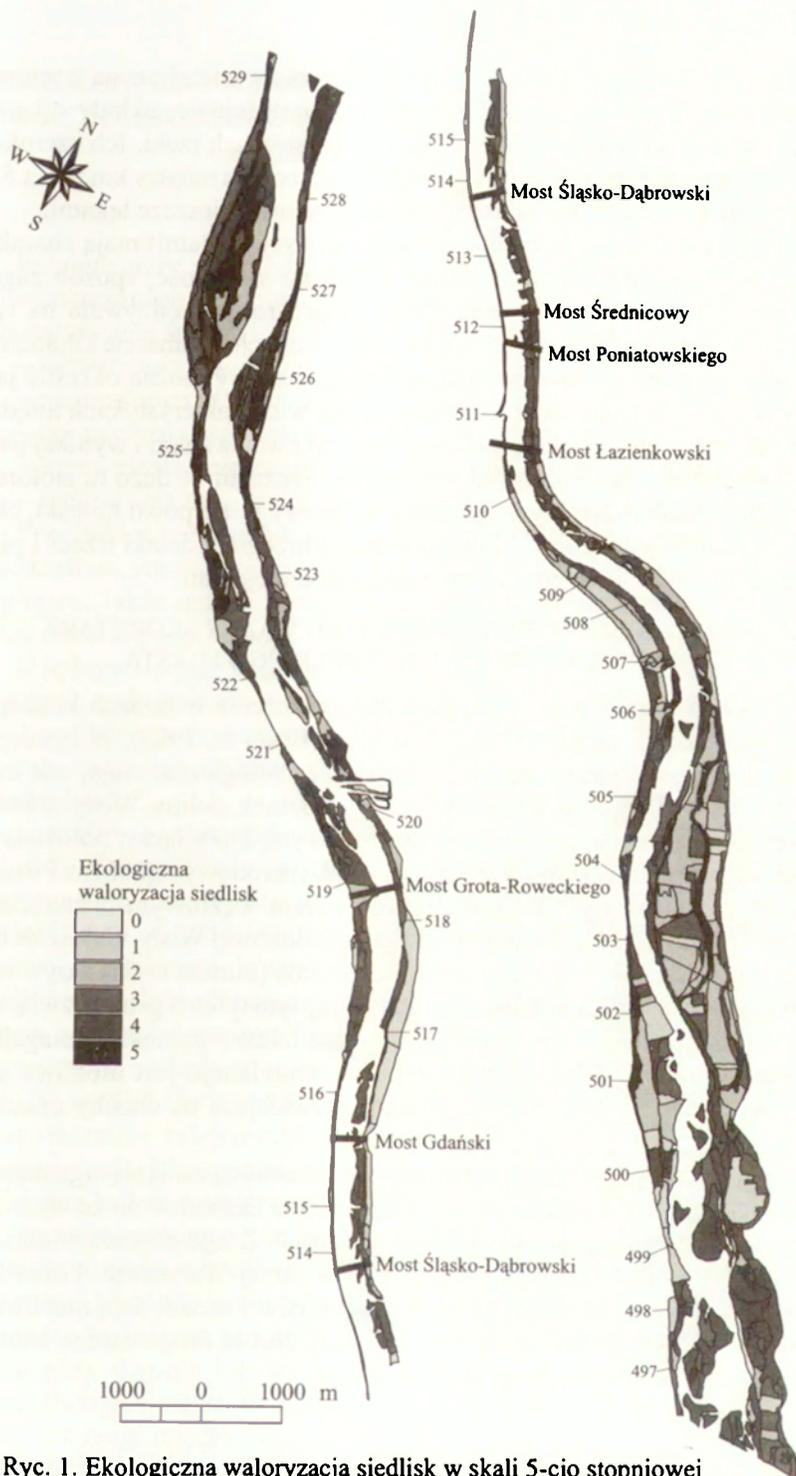 529
N
W
E
S
528
527
526
525
524
523
522
521
520
Ekologiczna
waloryzacja siedlisk
0
1
2
3
4
5
519
Most Grota-Roweckiego
518
517
516
Most Gdański
515
514
Most Śląsko-Dąbrowski
1000 0 1000 m
515
514
Most Śląsko-Dąbrowski
513
Most Średnicowy
512
Most Poniatowskiego
511
Most Łazienkowski
510
509
508
507
506
505
504
503
502
501
500
499
498
497
Ryc. 1. Ekologiczna waloryzacja siedlisk w skali 5-cio stopniowej